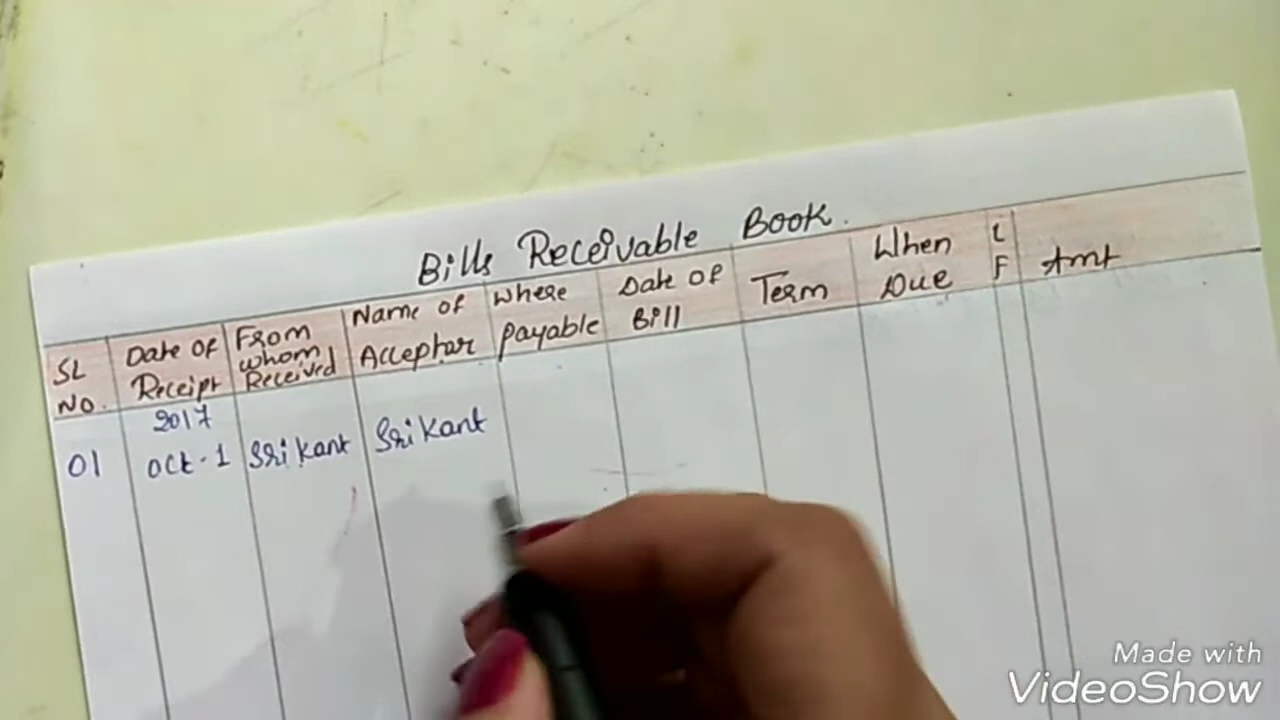 Bills Receivable Book.
SL No.
Date Of Receipt
From whom Received
Name of Acceptor
Where payable
Date Of Bill
Term
When Due
L F
Amt
2017
01 Oct-1 Srikant Srikant
Made with
VideoShow